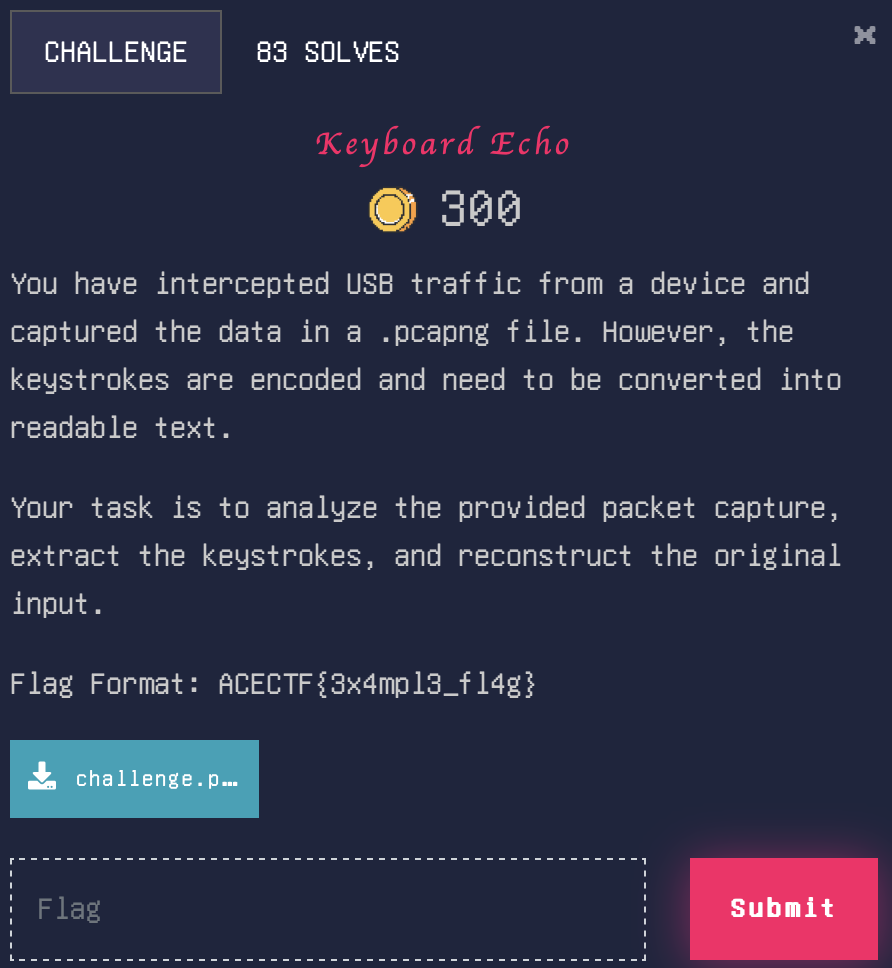 CHALLENGE
83 SOLVES
Keyboard Echo
300
You have intercepted USB traffic from a device and
captured the data in a .pcapng file. However, the
keystrokes are encoded and need to be converted into
readable text.
Your task is to analyze the provided packet capture,
extract the keystrokes, and reconstruct the original
input.
Flag Format: ACECTF{3x4mpl3_fl4g}
challenge.p…
Flag
Submit